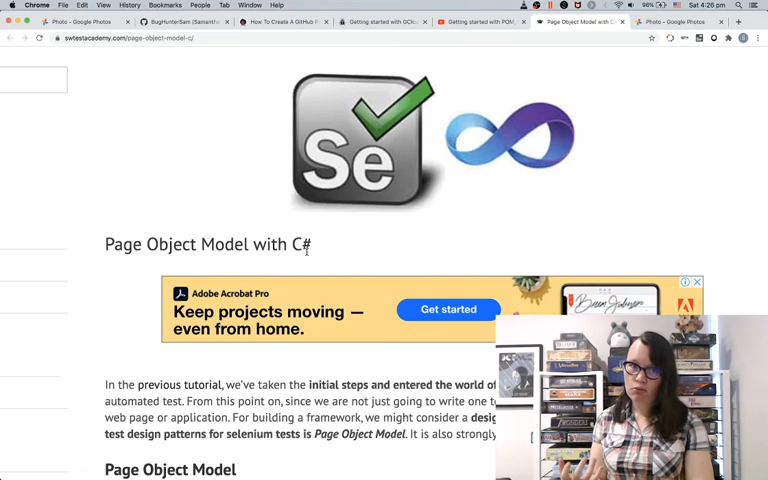 Chrome File Edit View History Bookmarks People Tab Window Help
96% Sat 4:26 pm
Photo - Google Photos
BugHunterSam (Samantha
How To Create A GitHub P
Getting started with GClou
Getting started with POM,
Page Object Model with C
Photo - Google Photos
swtestacademy.com/page-object-model-c/
Se
Page Object Model with C#
Adobe Acrobat Pro
Keep projects moving —
even from home.
Get started
In the previous tutorial, we've taken the initial steps and entered the world of
automated test. From this point on, since we are not just going to write one te
web page or application. For building a framework, we might consider a desig
test design patterns for selenium tests is Page Object Model. It is also strongly
Page Object Model